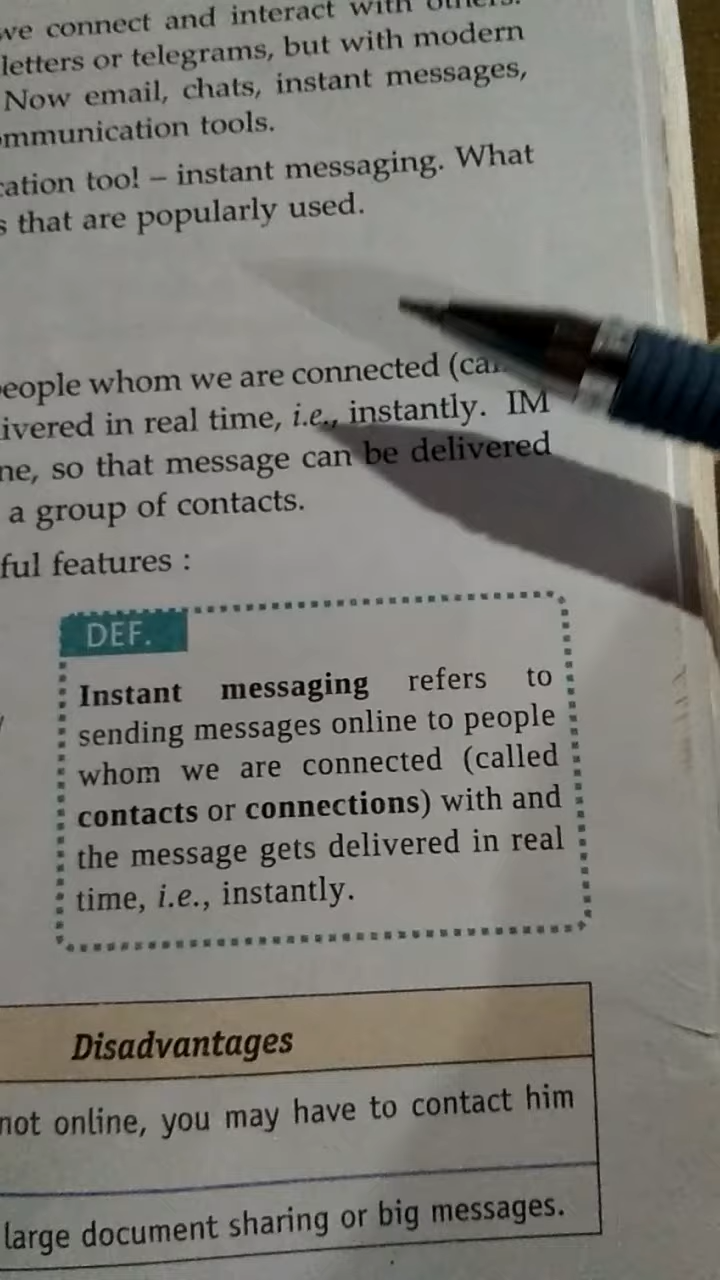 we connect and interact with others.
letters or telegrams, but with modern
Now email, chats, instant messages,
ommunication tools.
cation too! – instant messaging. What
s that are popularly used.
people whom we are connected (cal
ivered in real time, i.e., instantly. IM
ne, so that message can be delivered
a group of contacts.
ful features :
DEF.
Instant messaging refers to
sending messages online to people
whom we are connected (called
contacts or connections) with and
the message gets delivered in real
time, i.e., instantly.
Disadvantages
not online, you may have to contact him
large document sharing or big messages.